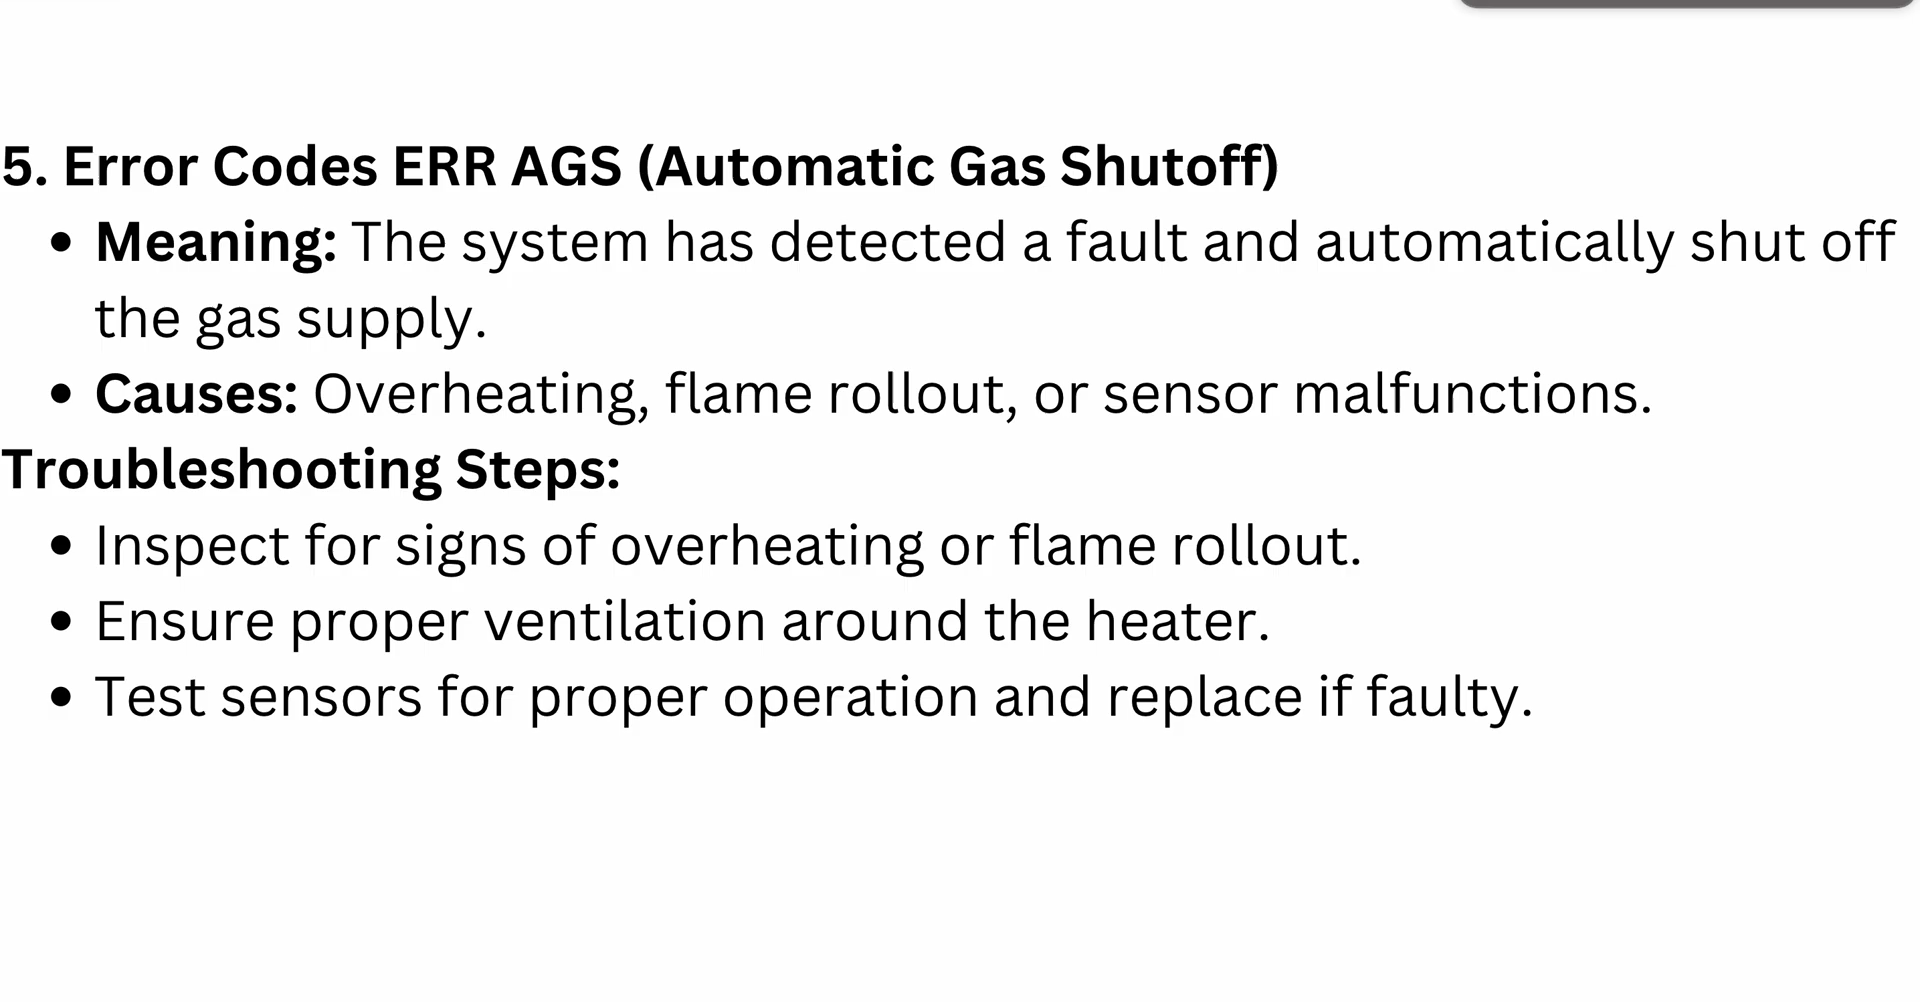 5. Error Codes ERR AGS (Automatic Gas Shutoff)
• Meaning: The system has detected a fault and automatically shut off
the gas supply.
• Causes: Overheating, flame rollout, or sensor malfunctions.
Troubleshooting Steps:
• Inspect for signs of overheating or flame rollout.
• Ensure proper ventilation around the heater.
• Test sensors for proper operation and replace if faulty.